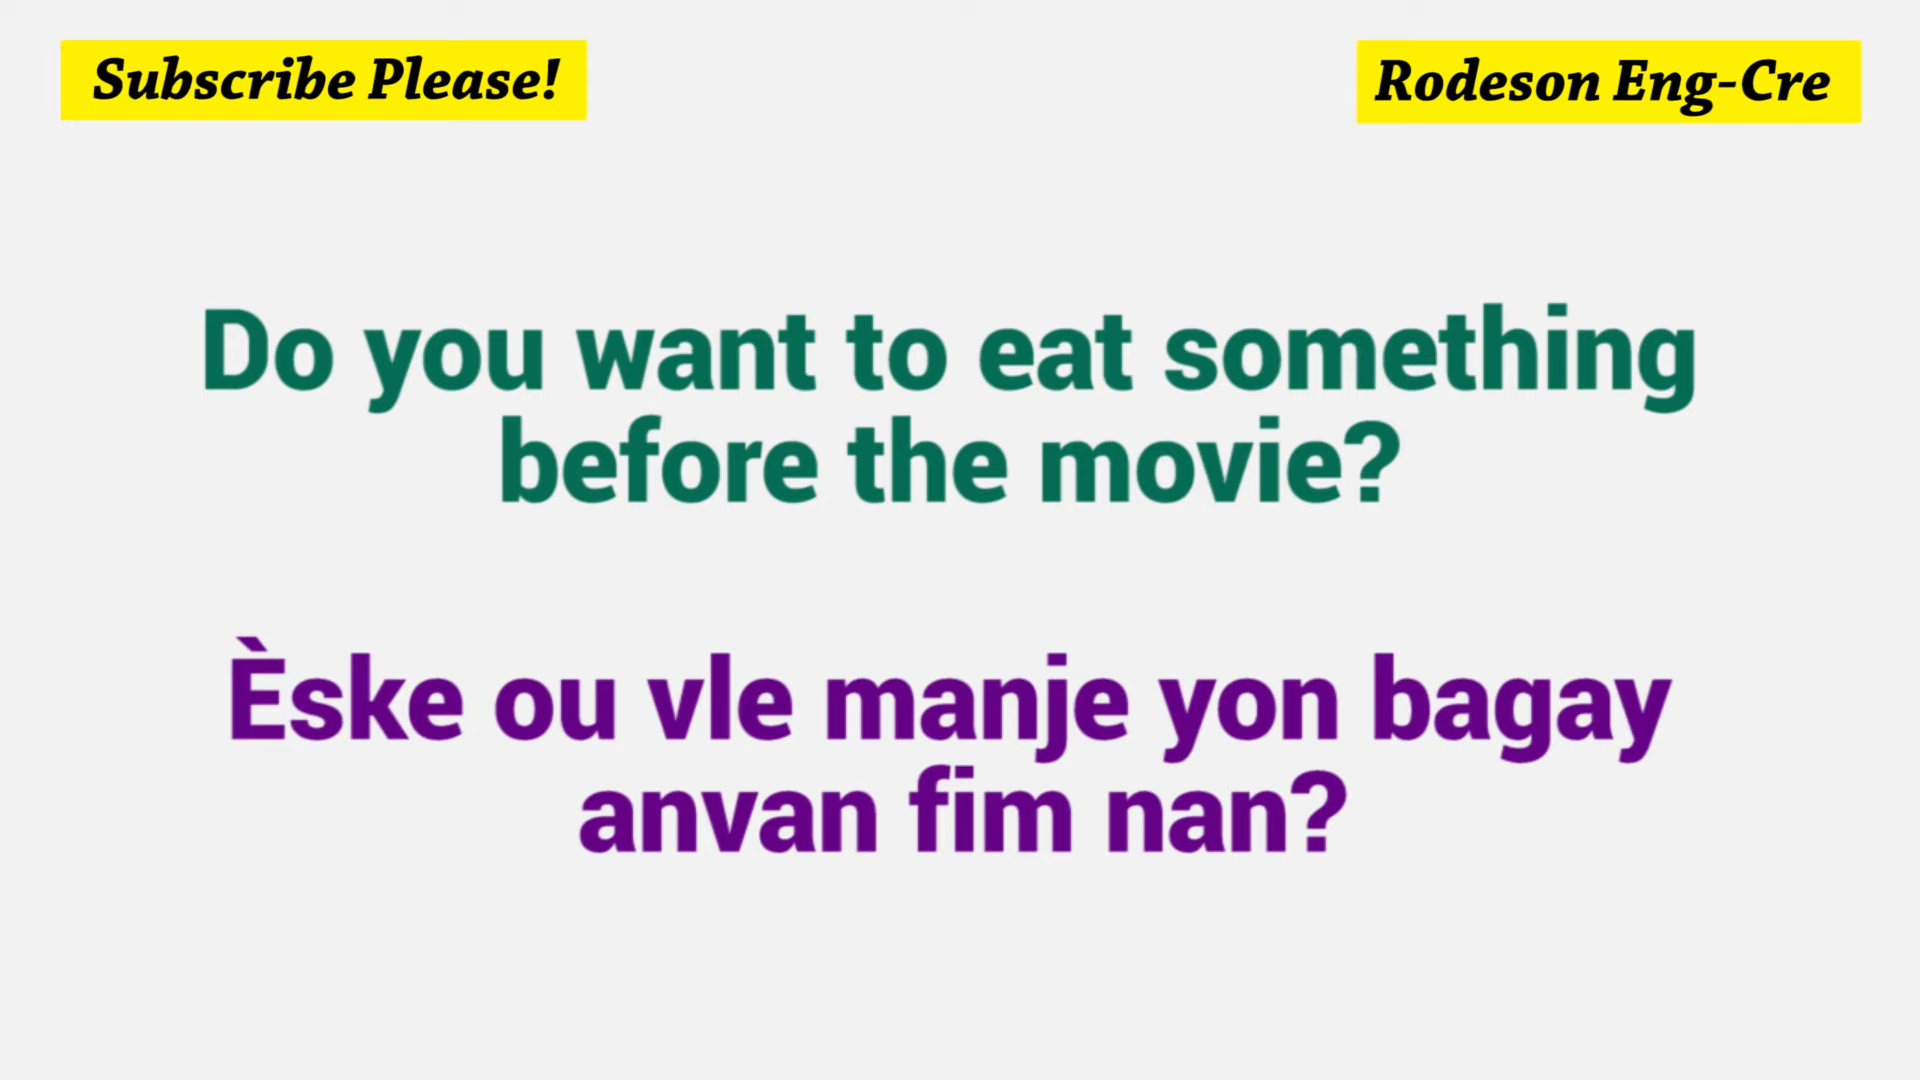 Subscribe Please!
Rodeson Eng-Cre
Do you want to eat something
before the movie?
Èske ou vle manje yon bagay
anvan fim nan?